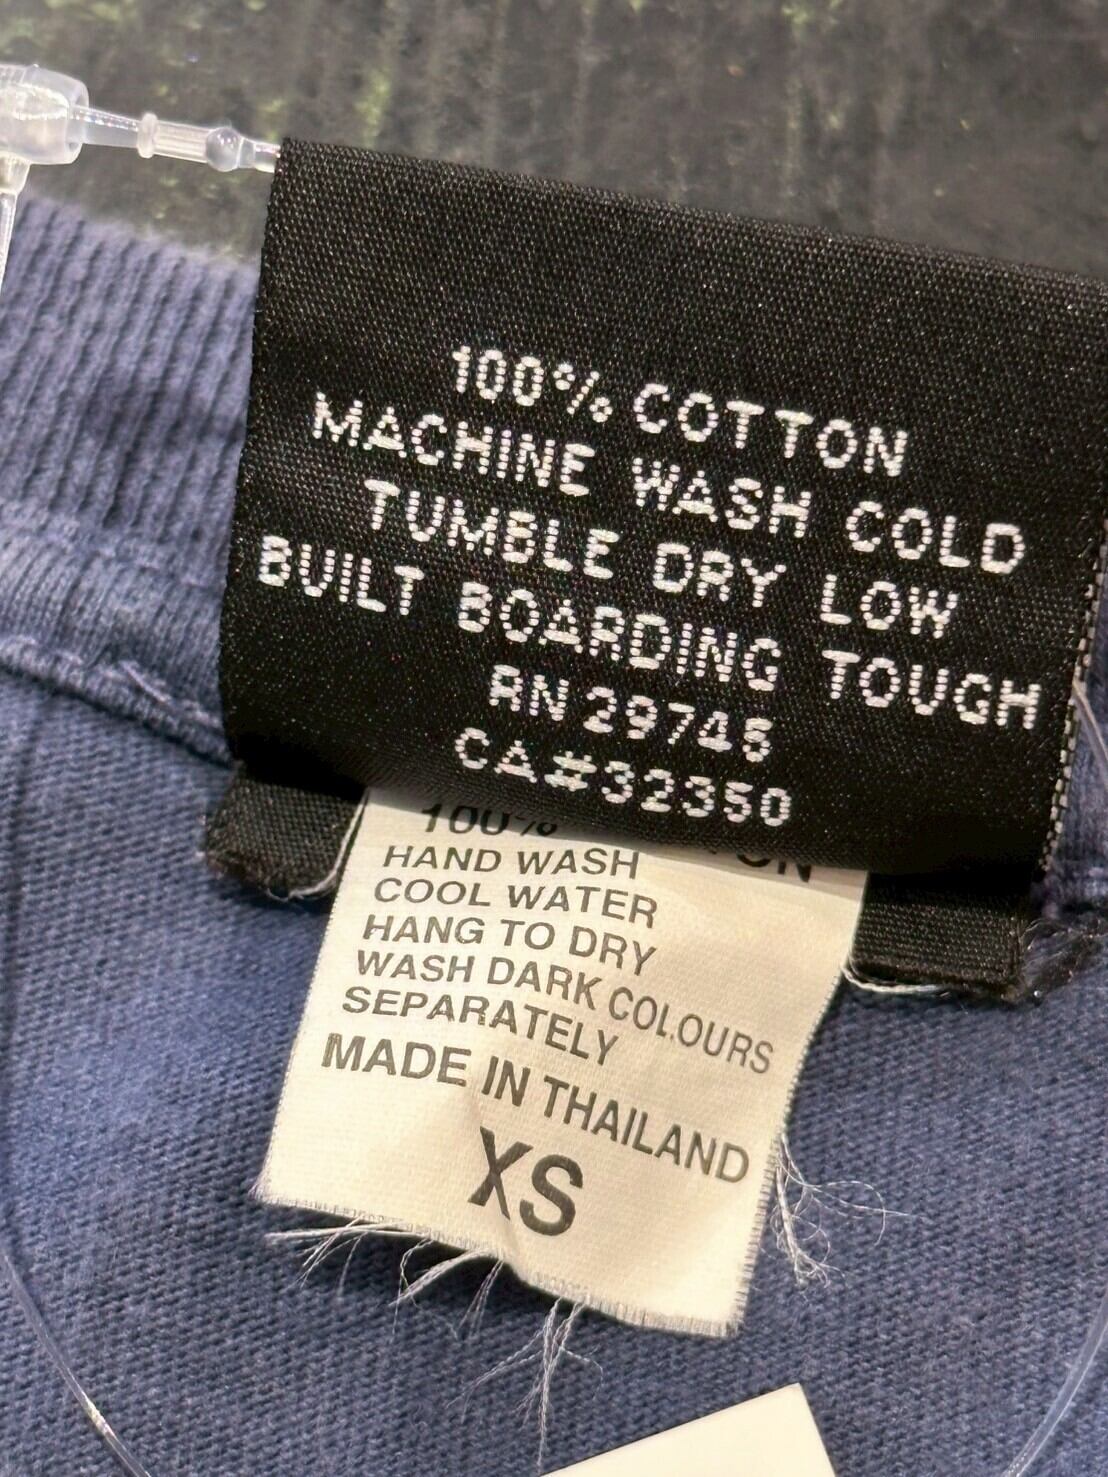 100% COTTON
MACHINE WASH COLD
TUMBLE DRY LOW
BUILT BOARDING TOUGH
RN 29745
CA#32350
100%
HAND WASH
COOL WATER
HANG TO DRY
WASH DARK COLOURS
SEPARATELY
MADE IN THAILAND
XS